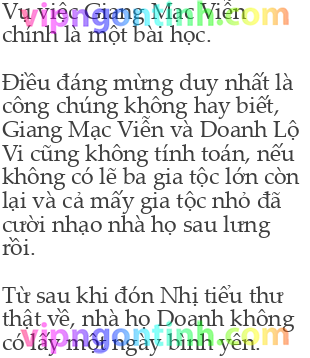 Vụ việc Giang Mạc Viễn
chính là một bài học.
Điều đáng mừng duy nhất là
công chúng không hay biết,
Giang Mạc Viễn và Doanh Lộ
Vi cũng không tính toán, nếu
không có lẽ ba gia tộc lớn còn
lại và cả mấy gia tộc nhỏ đã
cười nhạo nhà họ sau lưng
rồi.
Từ sau khi đón Nhị tiểu thư
thật về, nhà họ Doanh không
có lấy một ngày bình yên.
vipngontinh.com
vipngontinh.com